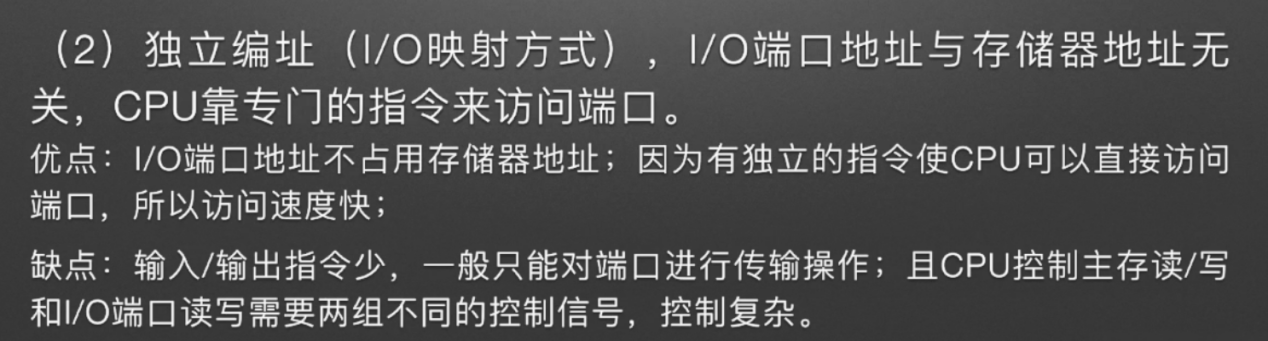 （2）独立编址（I/O映射方式），I/O端口地址与存储器地址无
关，CPU靠专门的指令来访问端口。
优点：I/O端口地址不占用存储器地址；因为有独立的指令使CPU可以直接访问
端口，所以访问速度快；
缺点：输入/输出指令少，一般只能对端口进行传输操作；且CPU控制主存读/写
和I/O端口读写需要两组不同的控制信号，控制复杂。